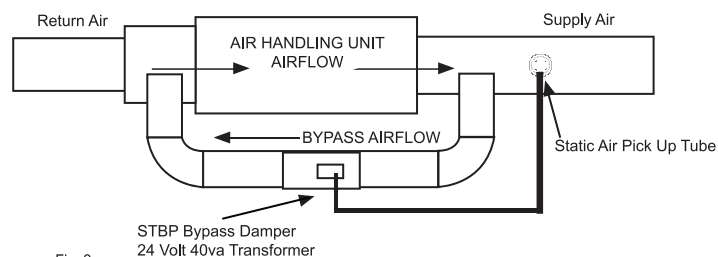 Return Air
Supply Air
AIR HANDLING UNIT
AIRFLOW
BYPASS AIRFLOW
Static Air Pick Up Tube
STBP Bypass Damper
24 Volt 40va Transformer